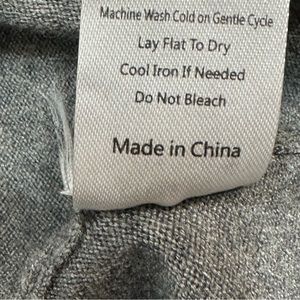 Machine Wash Cold on Gentle Cycle
Lay Flat To Dry
Cool Iron If Needed
Do Not Bleach
Made in China